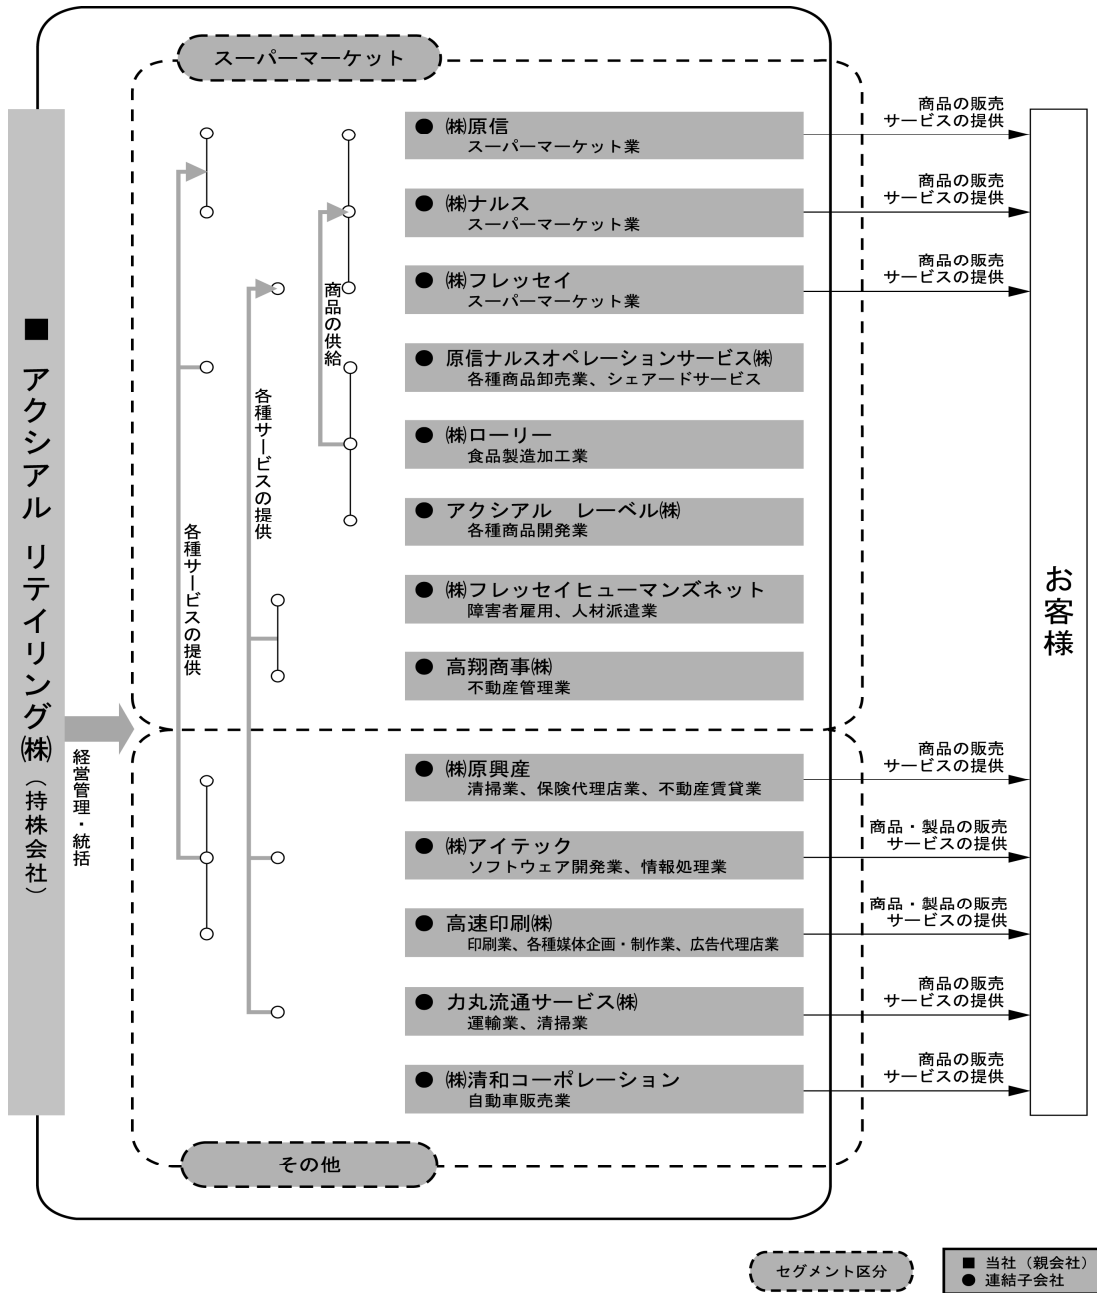 スーパーマーケット
■ アクシアル リテイリング㈱（持株会社）
経営管理・統括
各種サービスの提供
各種サービスの提供
商品の供給
● ㈱原信
スーパーマーケット業
商品の販売
サービスの提供
● ㈱ナルス
スーパーマーケット業
商品の販売
サービスの提供
● ㈱フレッセイ
スーパーマーケット業
商品の販売
サービスの提供
● 原信ナルスオペレーションサービス㈱
各種商品卸売業、シェアードサービス
● ㈱ローリー
食品製造加工業
● アクシアル　レーベル㈱
各種商品開発業
● ㈱フレッセイヒューマンズネット
障害者雇用、人材派遣業
● 高翔商事㈱
不動産管理業
● ㈱原興産
清掃業、保険代理店業、不動産賃貸業
商品の販売
サービスの提供
● ㈱アイテック
ソフトウェア開発業、情報処理業
商品・製品の販売
サービスの提供
● 高速印刷㈱
印刷業、各種媒体企画・制作業、広告代理店業
商品・製品の販売
サービスの提供
● 力丸流通サービス㈱
運輸業、清掃業
商品の販売
サービスの提供
● ㈱清和コーポレーション
自動車販売業
商品の販売
サービスの提供
お客様
その他
セグメント区分
■ 当社（親会社）
● 連結子会社